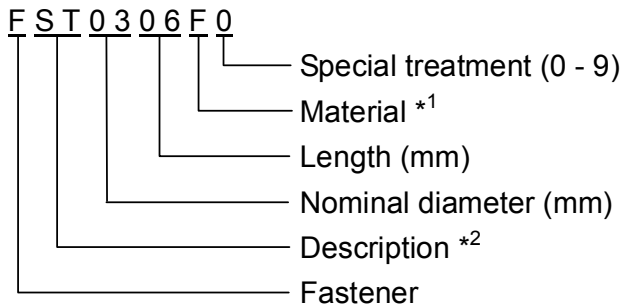 F S T 0 3 0 6 F 0
Special treatment (0 - 9)
Material *1
Length (mm)
Nominal diameter (mm)
Description *2
Fastener